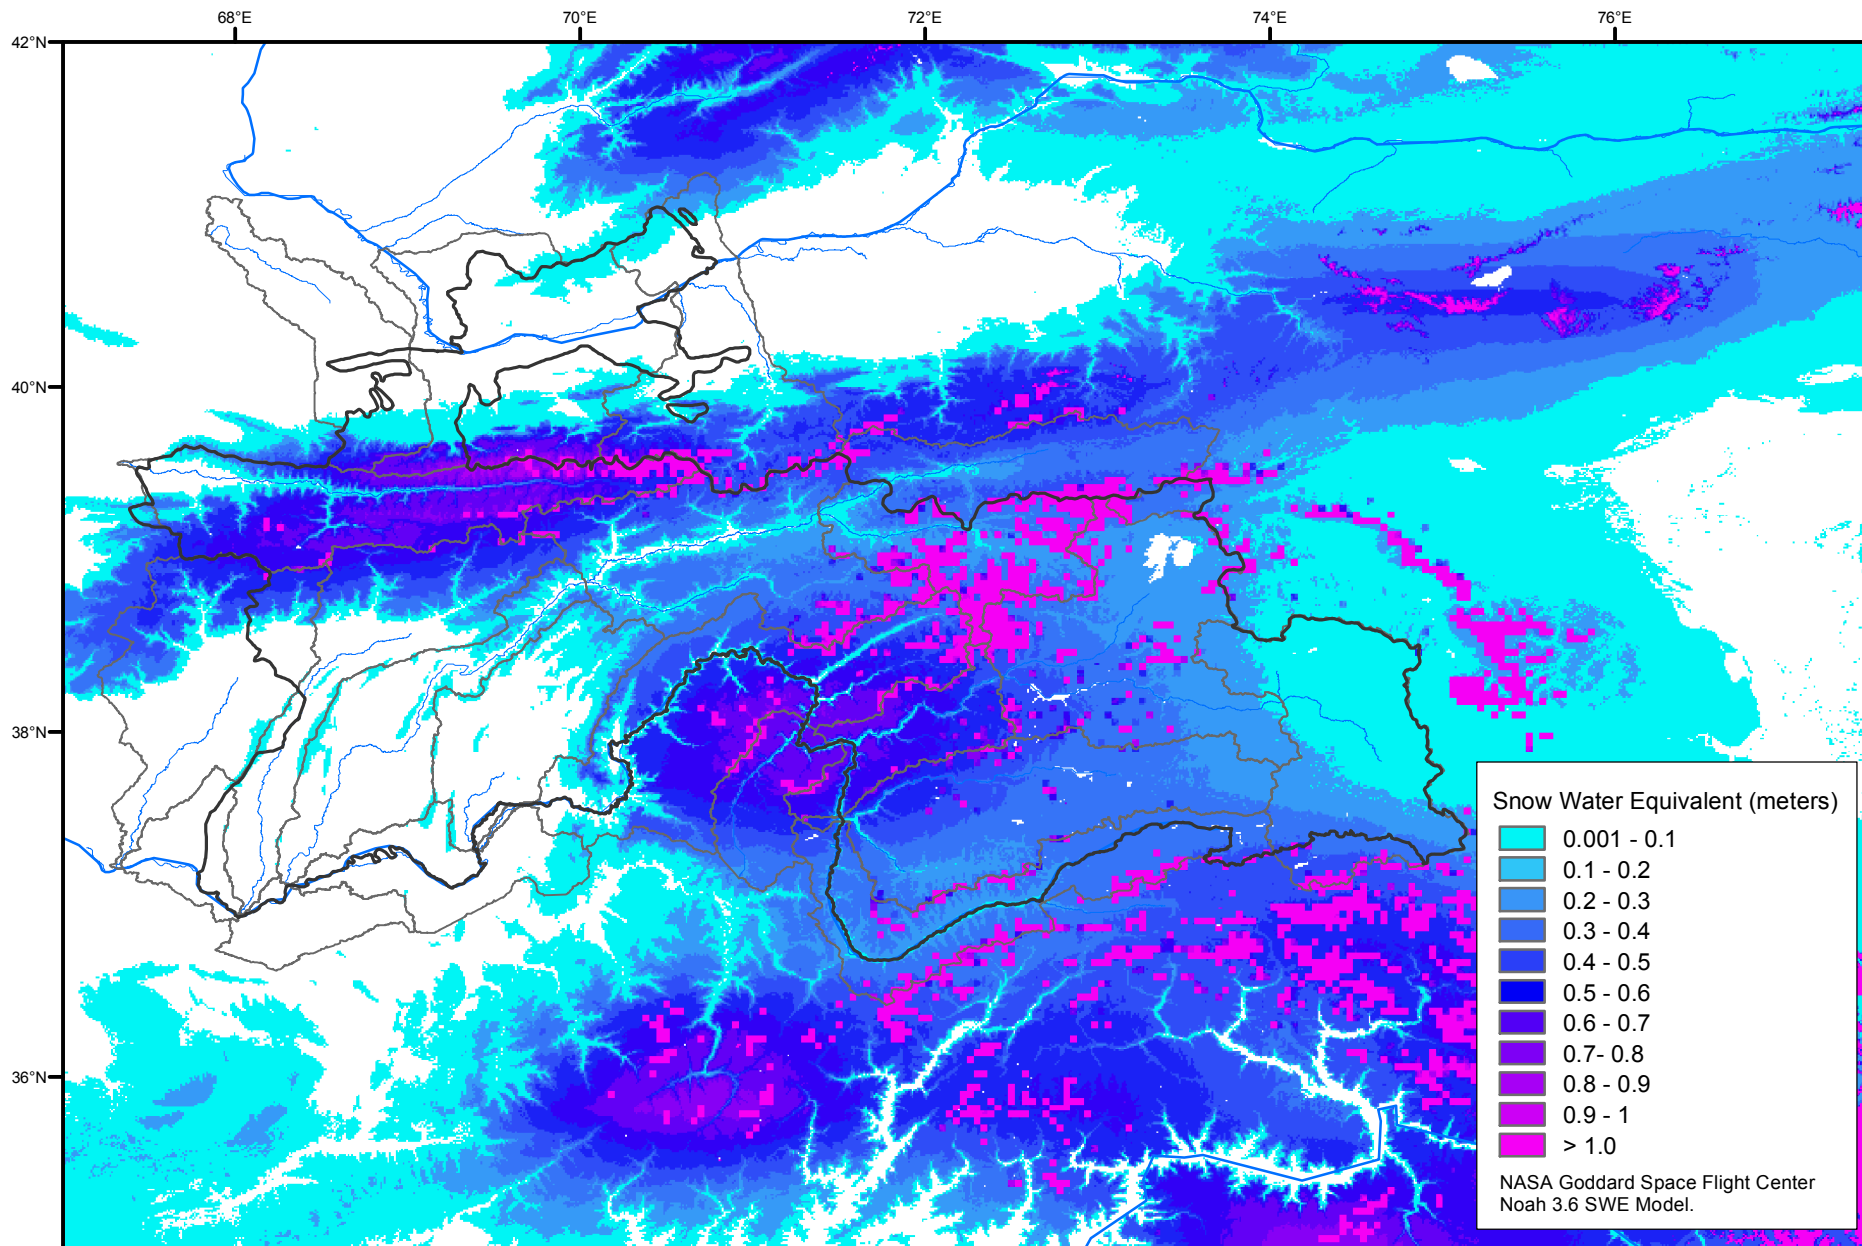 68°E 70°E 72°E 74°E 76°E
42°N
40°N
38°N
36°N
Snow Water Equivalent (meters)
0.001 - 0.1
0.1 - 0.2
0.2 - 0.3
0.3 - 0.4
0.4 - 0.5
0.5 - 0.6
0.6 - 0.7
0.7- 0.8
0.8 - 0.9
0.9 - 1
> 1.0
NASA Goddard Space Flight Center
Noah 3.6 SWE Model.